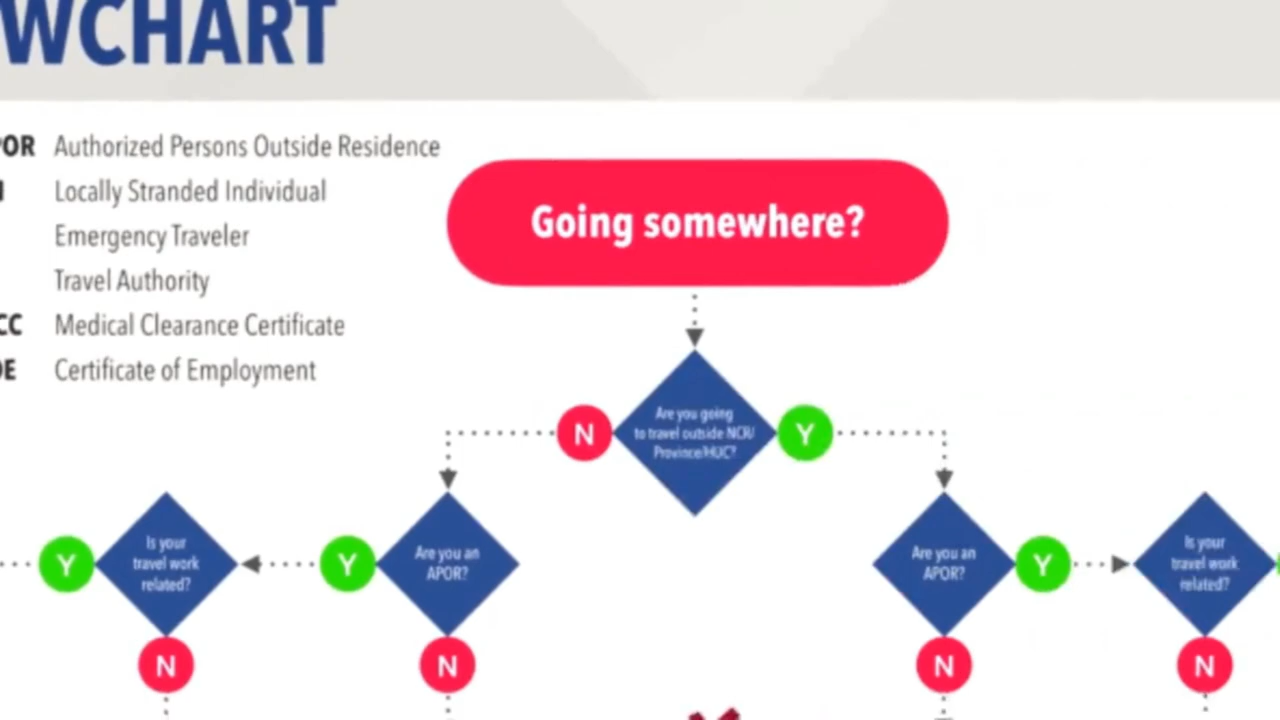 WCHART
POR Authorized Persons Outside Residence
Locally Stranded Individual
Emergency Traveler
Travel Authority
CC Medical Clearance Certificate
OE Certificate of Employment
Going somewhere?
Are you going
to travel outside NCR/
Province/HUC?
N
Y
Y
Is your
travel work
related?
Y
Are you an
APOR?
Are you an
APOR?
Y
Is your
travel work
related?
N
N
N
N